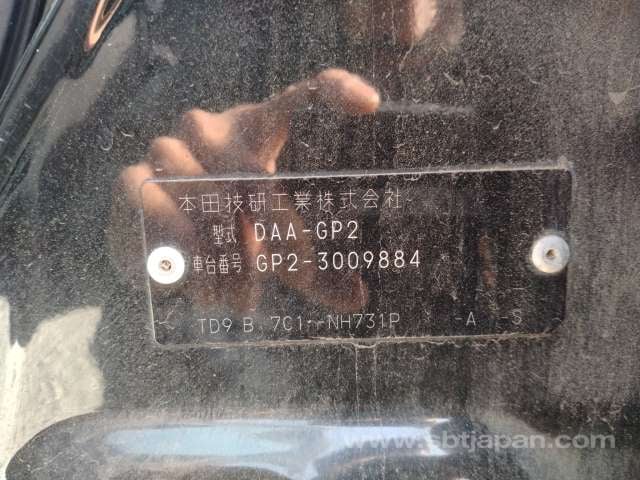 本田技研工業株式会社
型式 DAA-GP2
車台番号 GP2-3009884
TD9 B 7C1--NH731P -A -S
www.sbtjapan.com